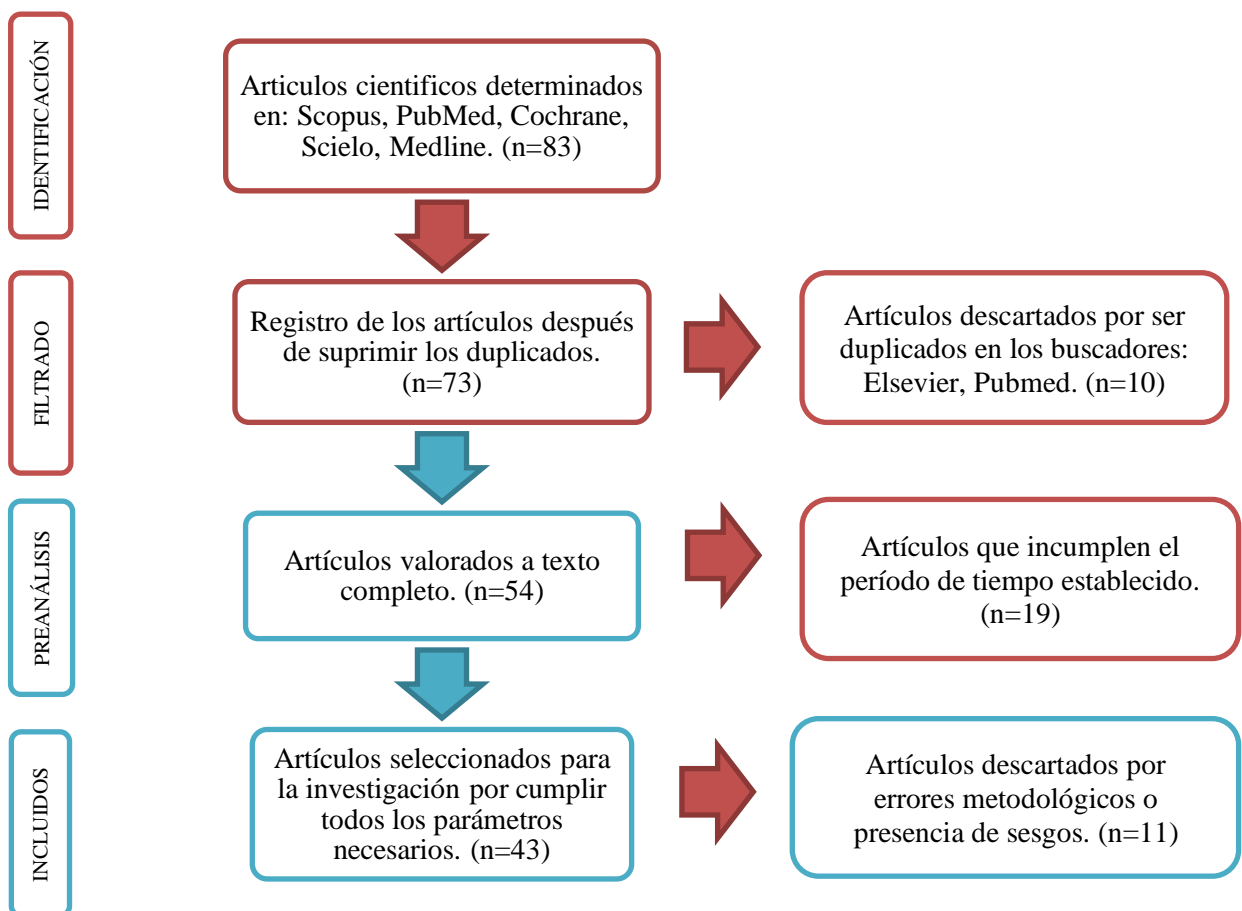 IDENTIFICACIÓN
Articulos cientificos determinados
en: Scopus, PubMed, Cochrane,
Scielo, Medline. (n=83)
FILTRADO
Registro de los artículos después
de suprimir los duplicados.
(n=73)
Artículos descartados por ser
duplicados en los buscadores:
Elsevier, Pubmed. (n=10)
PREANÁLISIS
Artículos valorados a texto
completo. (n=54)
Artículos que incumplen el
período de tiempo establecido.
(n=19)
INCLUIDOS
Artículos seleccionados para
la investigación por cumplir
todos los parámetros
necesarios. (n=43)
Artículos descartados por
errores metodológicos o
presencia de sesgos. (n=11)